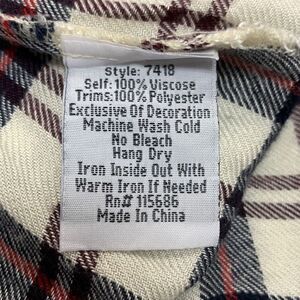 Style: 7418
Self:100%Viscose
Trims:100% Polyester
Exclusive Of Decoration
Machine Wash Cold
No Bleach
Hang Dry
Iron Inside Out With
Warm Iron If Needed
Rn# 115686
Made In China